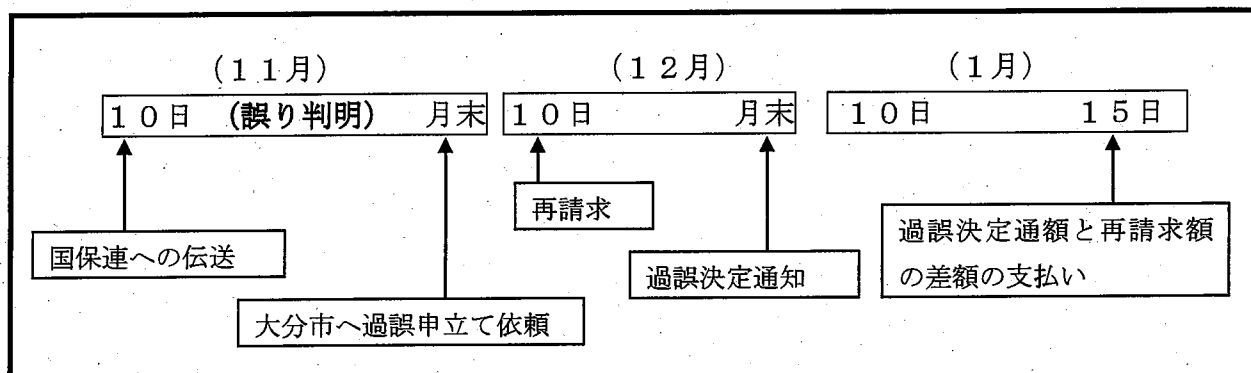 （１１月）
（１２月）
（１月）
１０日 （誤り判明） 月末
１０日 月末
１０日 １５日
再請求
国保連への伝送
過誤決定通知
過誤決定通額と再請求額
の差額の支払い
大分市へ過誤申立て依頼